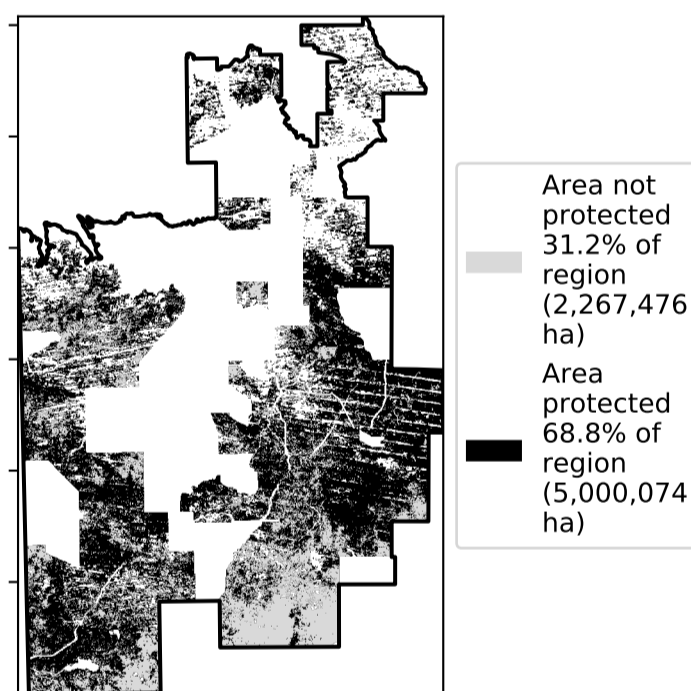 Area not
protected
31.2% of
region
(2,267,476
ha)
Area
protected
68.8% of
region
(5,000,074
ha)